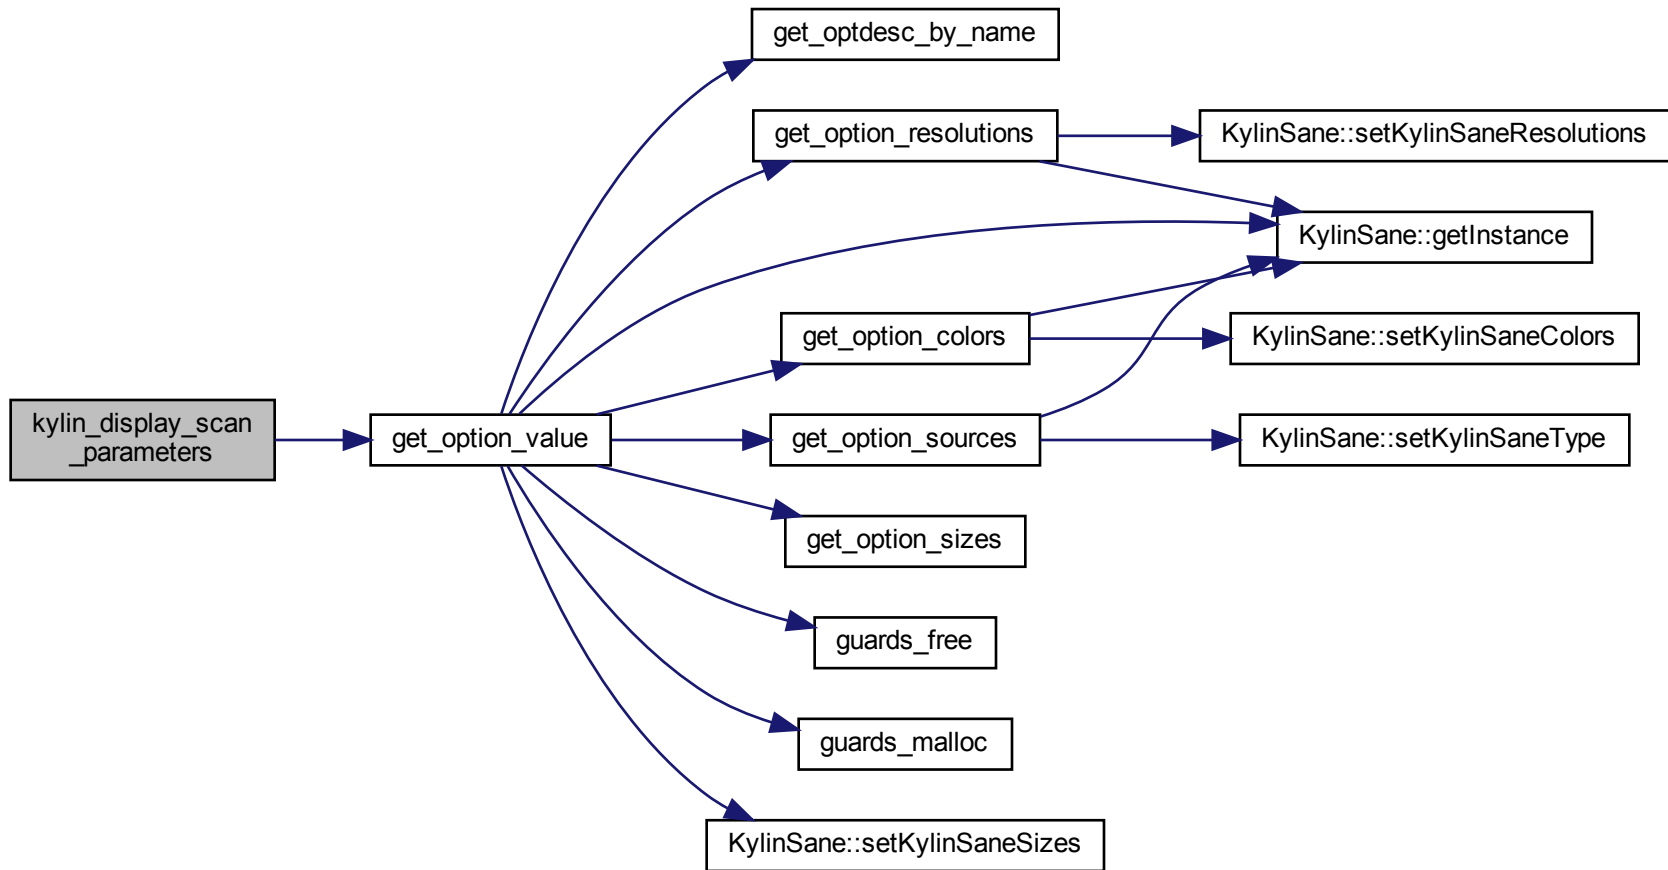 get_optdesc_by_name
get_option_resolutions
KylinSane::setKylinSaneResolutions
KylinSane::getInstance
get_option_colors
KylinSane::setKylinSaneColors
kylin_display_scan
_parameters
get_option_value
get_option_sources
KylinSane::setKylinSaneType
get_option_sizes
guards_free
guards_malloc
KylinSane::setKylinSaneSizes